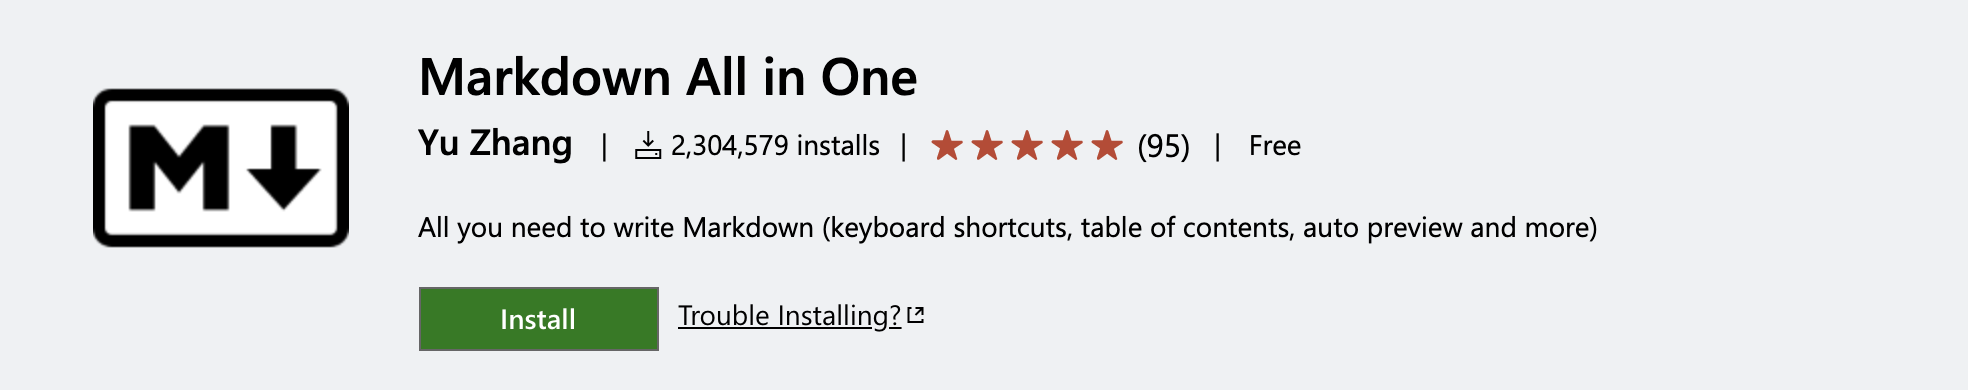 Markdown All in One
Yu Zhang | 2,304,579 installs | (95) | Free
All you need to write Markdown (keyboard shortcuts, table of contents, auto preview and more)
Install Trouble Installing?
M